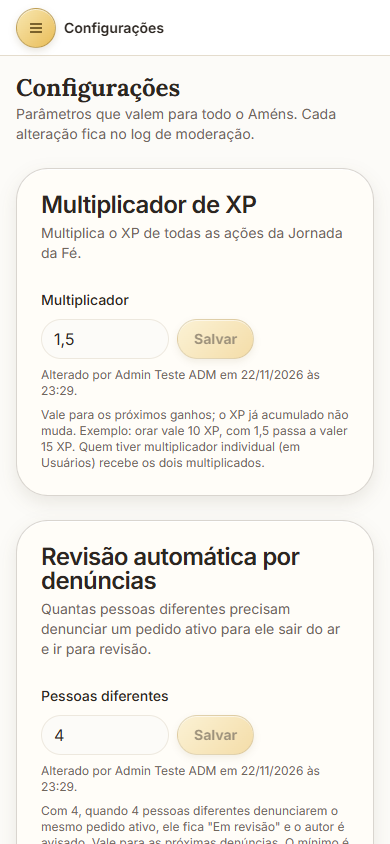 Configurações
Configurações
Parâmetros que valem para todo o Améns. Cada
alteração fica no log de moderação.
Multiplicador de XP
Multiplica o XP de todas as ações da Jornada
da Fé.
Multiplicador
1,5
Salvar
Alterado por Admin Teste ADM em 22/11/2026 às
23:29.
Vale para os próximos ganhos; o XP já acumulado não
muda. Exemplo: orar vale 10 XP, com 1,5 passa a valer
15 XP. Quem tiver multiplicador individual (em
Usuários) recebe os dois multiplicados.
Revisão automática por
denúncias
Quantas pessoas diferentes precisam
denunciar um pedido ativo para ele sair do ar
e ir para revisão.
Pessoas diferentes
4
Salvar
Alterado por Admin Teste ADM em 22/11/2026 às
23:29.
Com 4, quando 4 pessoas diferentes denunciarem o
mesmo pedido ativo, ele fica "Em revisão" e o autor é
avisado. Vale para as próximas denúncias. O mínimo é